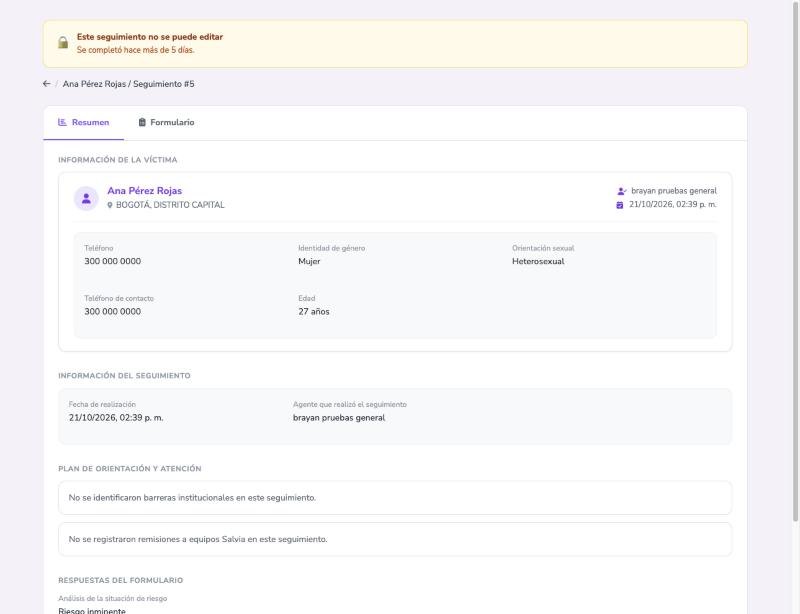 Este seguimiento no se puede editar
Se completó hace más de 5 días.
← / Ana Pérez Rojas / Seguimiento #5
Resumen Formulario
INFORMACIÓN DE LA VÍCTIMA
Ana Pérez Rojas
BOGOTÁ, DISTRITO CAPITAL
brayan pruebas general
21/10/2026, 02:39 p. m.
Teléfono Identidad de género Orientación sexual
300 000 0000 Mujer Heterosexual
Teléfono de contacto Edad
300 000 0000 27 años
INFORMACIÓN DEL SEGUIMIENTO
Fecha de realización Agente que realizó el seguimiento
21/10/2026, 02:39 p. m. brayan pruebas general
PLAN DE ORIENTACIÓN Y ATENCIÓN
No se identificaron barreras institucionales en este seguimiento.
No se registraron remisiones a equipos Salvia en este seguimiento.
RESPUESTAS DEL FORMULARIO
Análisis de la situación de riesgo
Riesgo inminente